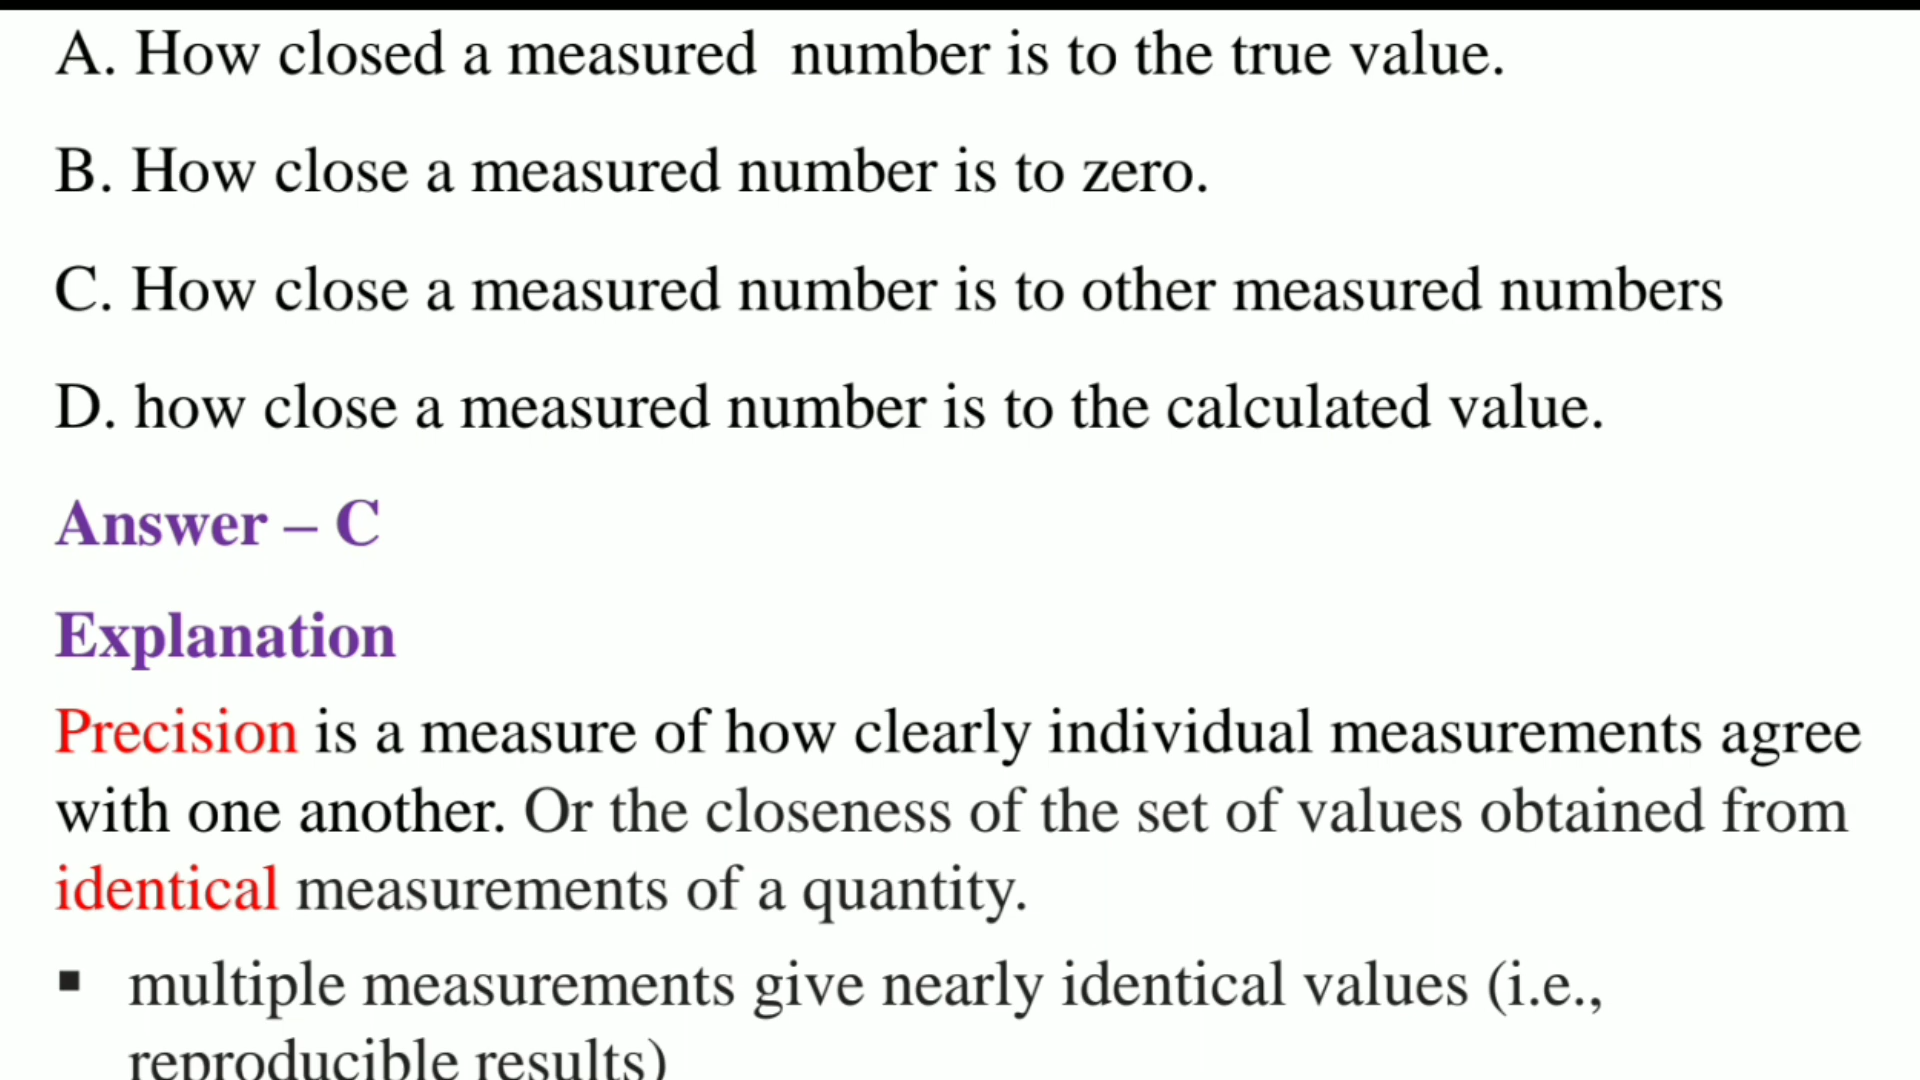 A. How closed a measured number is to the true value.
B. How close a measured number is to zero.
C. How close a measured number is to other measured numbers
D. how close a measured number is to the calculated value.
Answer – C
Explanation
Precision is a measure of how clearly individual measurements agree
with one another. Or the closeness of the set of values obtained from
identical measurements of a quantity.
▪ multiple measurements give nearly identical values (i.e.,
reproducible results)